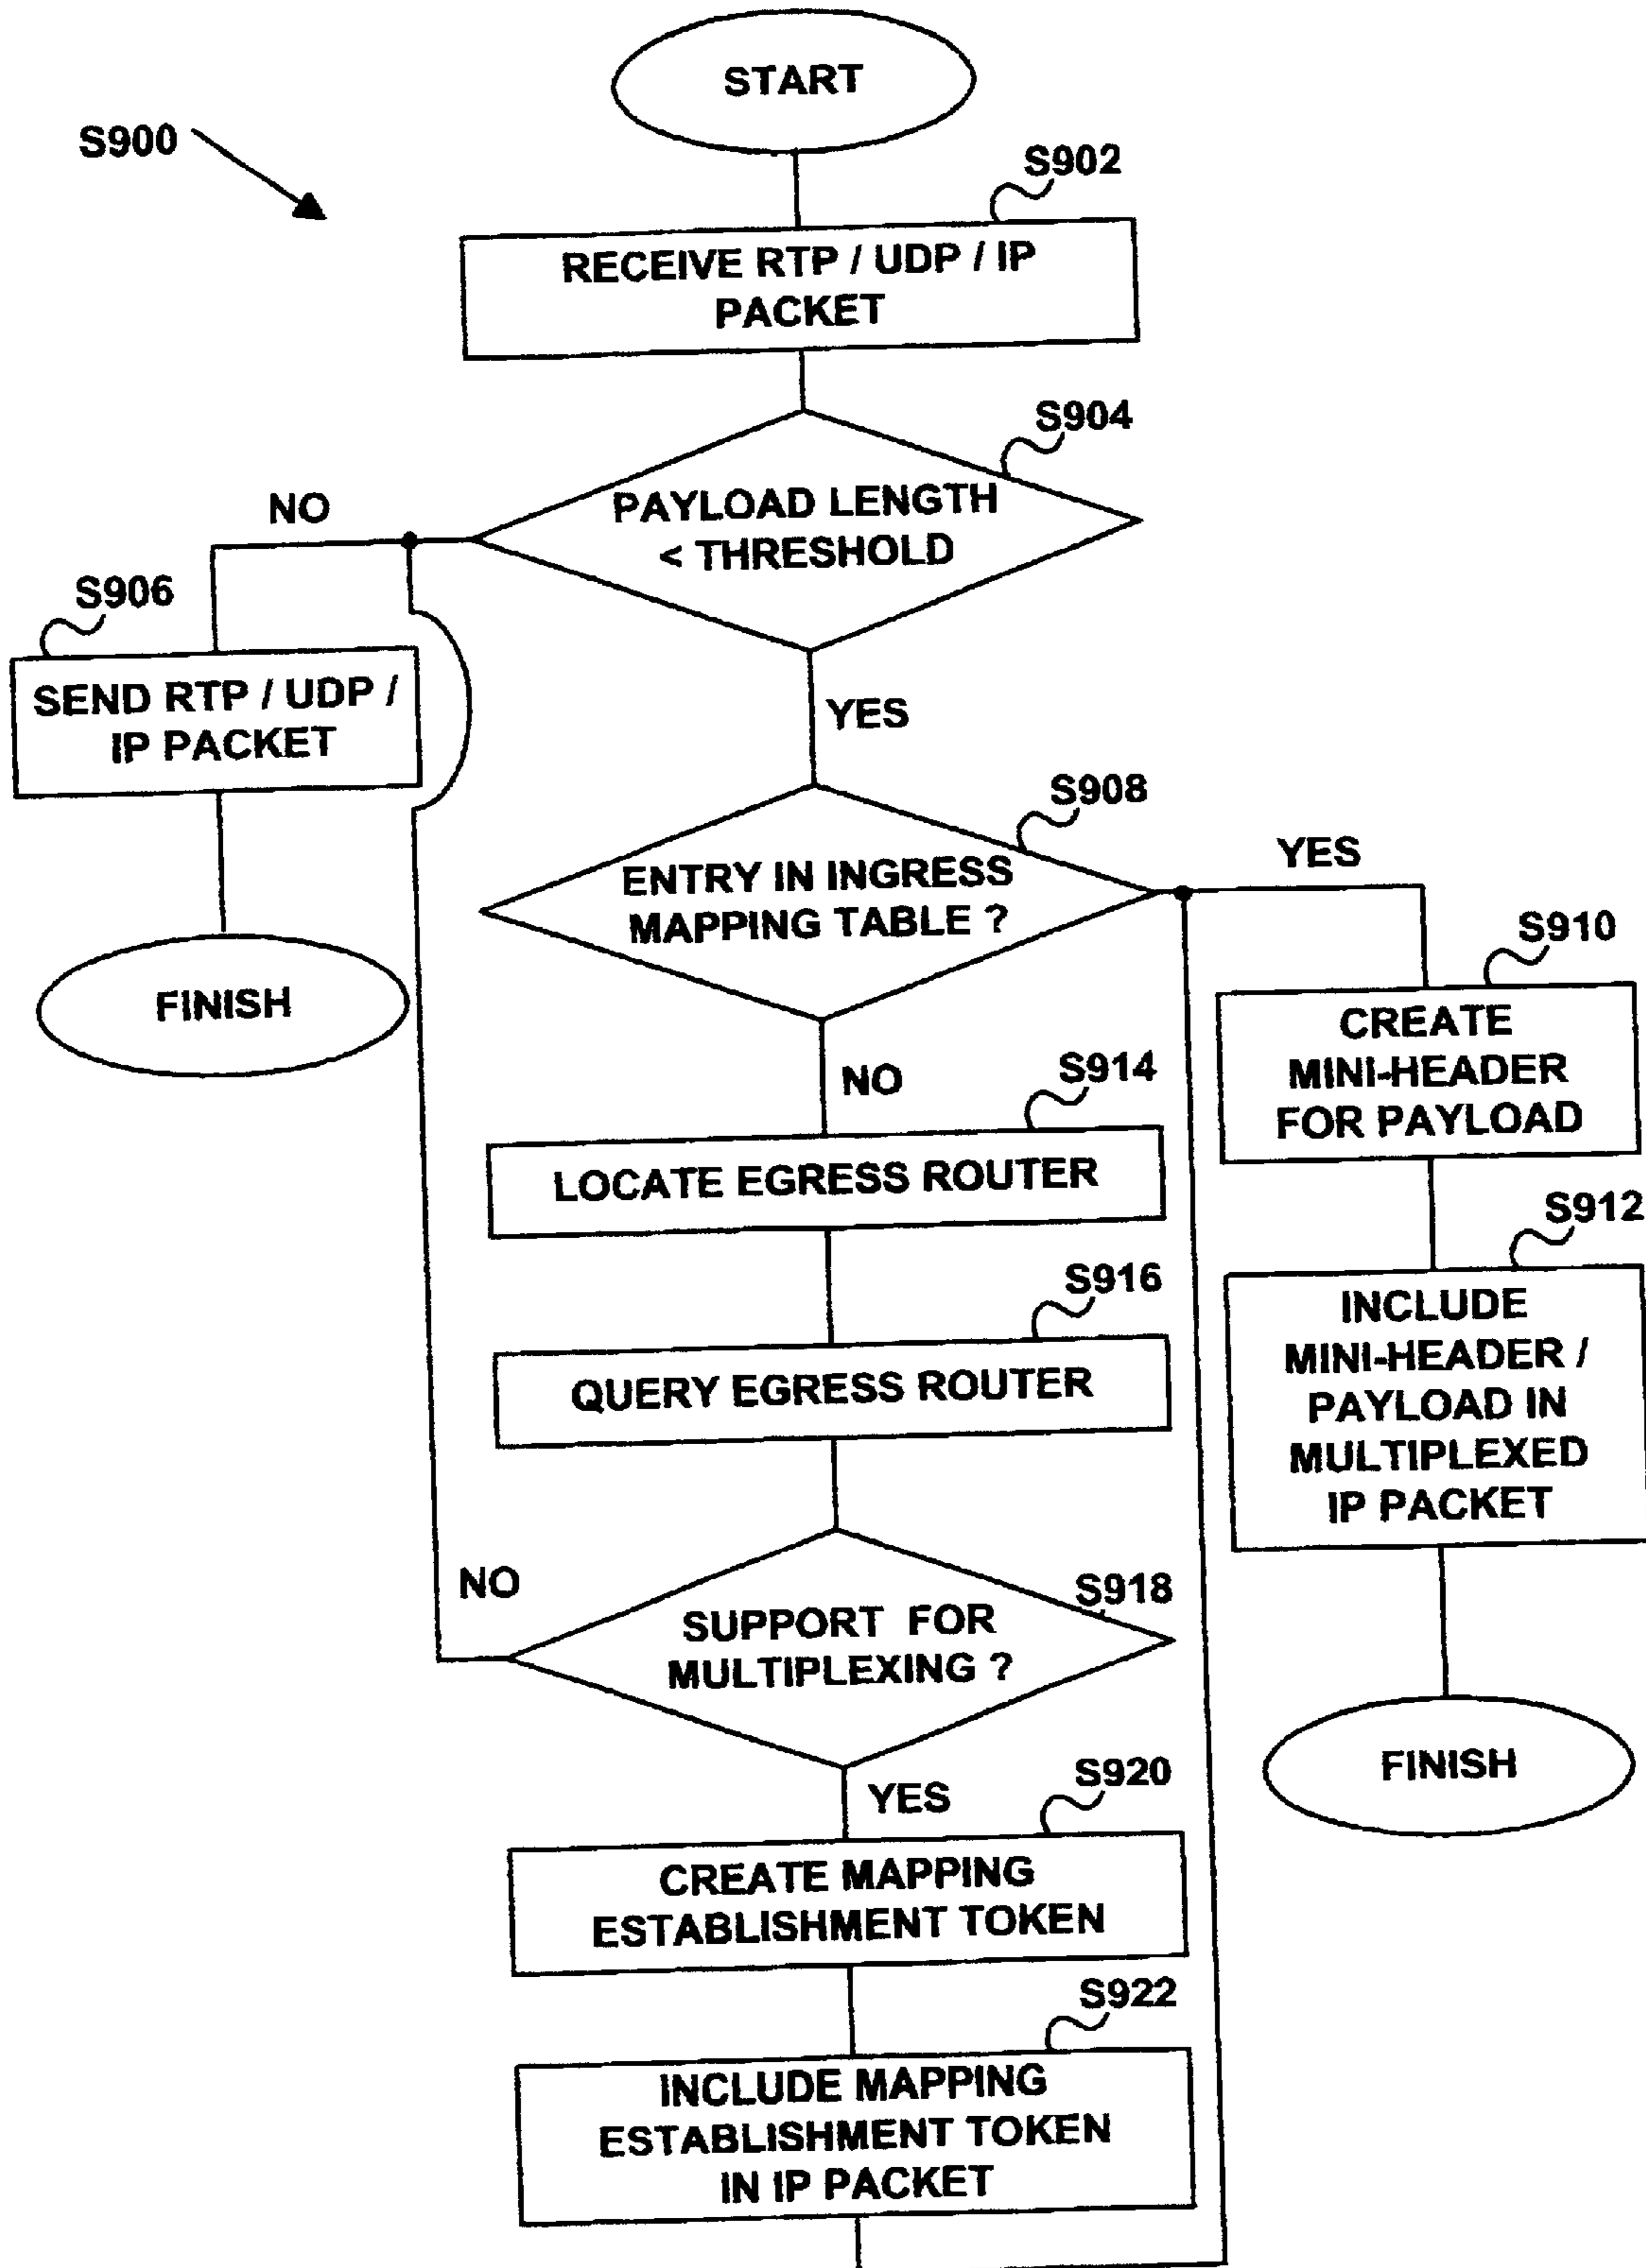 START
S900
S902
RECEIVE RTP / UDP / IP
PACKET
S904
PAYLOAD LENGTH
< THRESHOLD
NO
S906
SEND RTP / UDP /
IP PACKET
YES
FINISH
S908
ENTRY IN INGRESS
MAPPING TABLE ?
YES
S910
CREATE
MINI-HEADER
FOR PAYLOAD
S912
INCLUDE
MINI-HEADER /
PAYLOAD IN
MULTIPLEXED
IP PACKET
FINISH
NO
S914
LOCATE EGRESS ROUTER
S916
QUERY EGRESS ROUTER
NO
S918
SUPPORT FOR
MULTIPLEXING ?
YES
S920
CREATE MAPPING
ESTABLISHMENT TOKEN
S922
INCLUDE MAPPING
ESTABLISHMENT TOKEN
IN IP PACKET